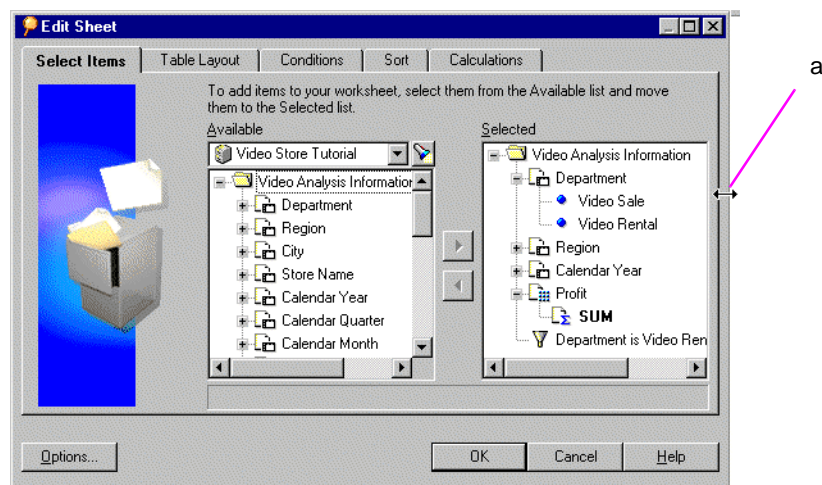 Edit Sheet
Select Items
Table Layout
Conditions
Sort
Calculations
To add items to your worksheet, select them from the Available list and move
them to the Selected list.
Available
Video Store Tutorial
Video Analysis Information
Department
Region
City
Store Name
Calendar Year
Calendar Quarter
Calendar Month
Selected
Video Analysis Information
Department
Video Sale
Video Rental
Region
Calendar Year
Profit
SUM
Department is Video Ren
Options...
OK
Cancel
Help
a